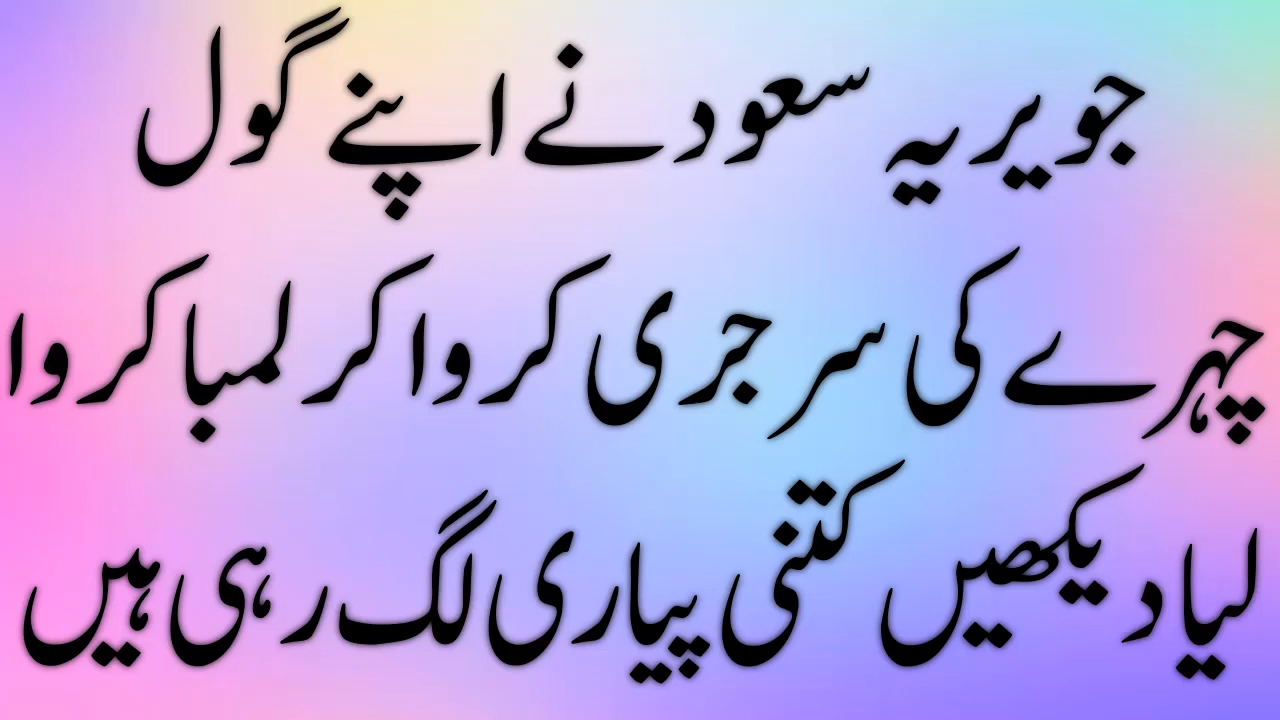 جویریہ سعود نے اپنے گول
چہرے کی سرجری کروا کر لمبا کروا
لیا دیکھیں کتنی پیاری لگ رہی ہیں